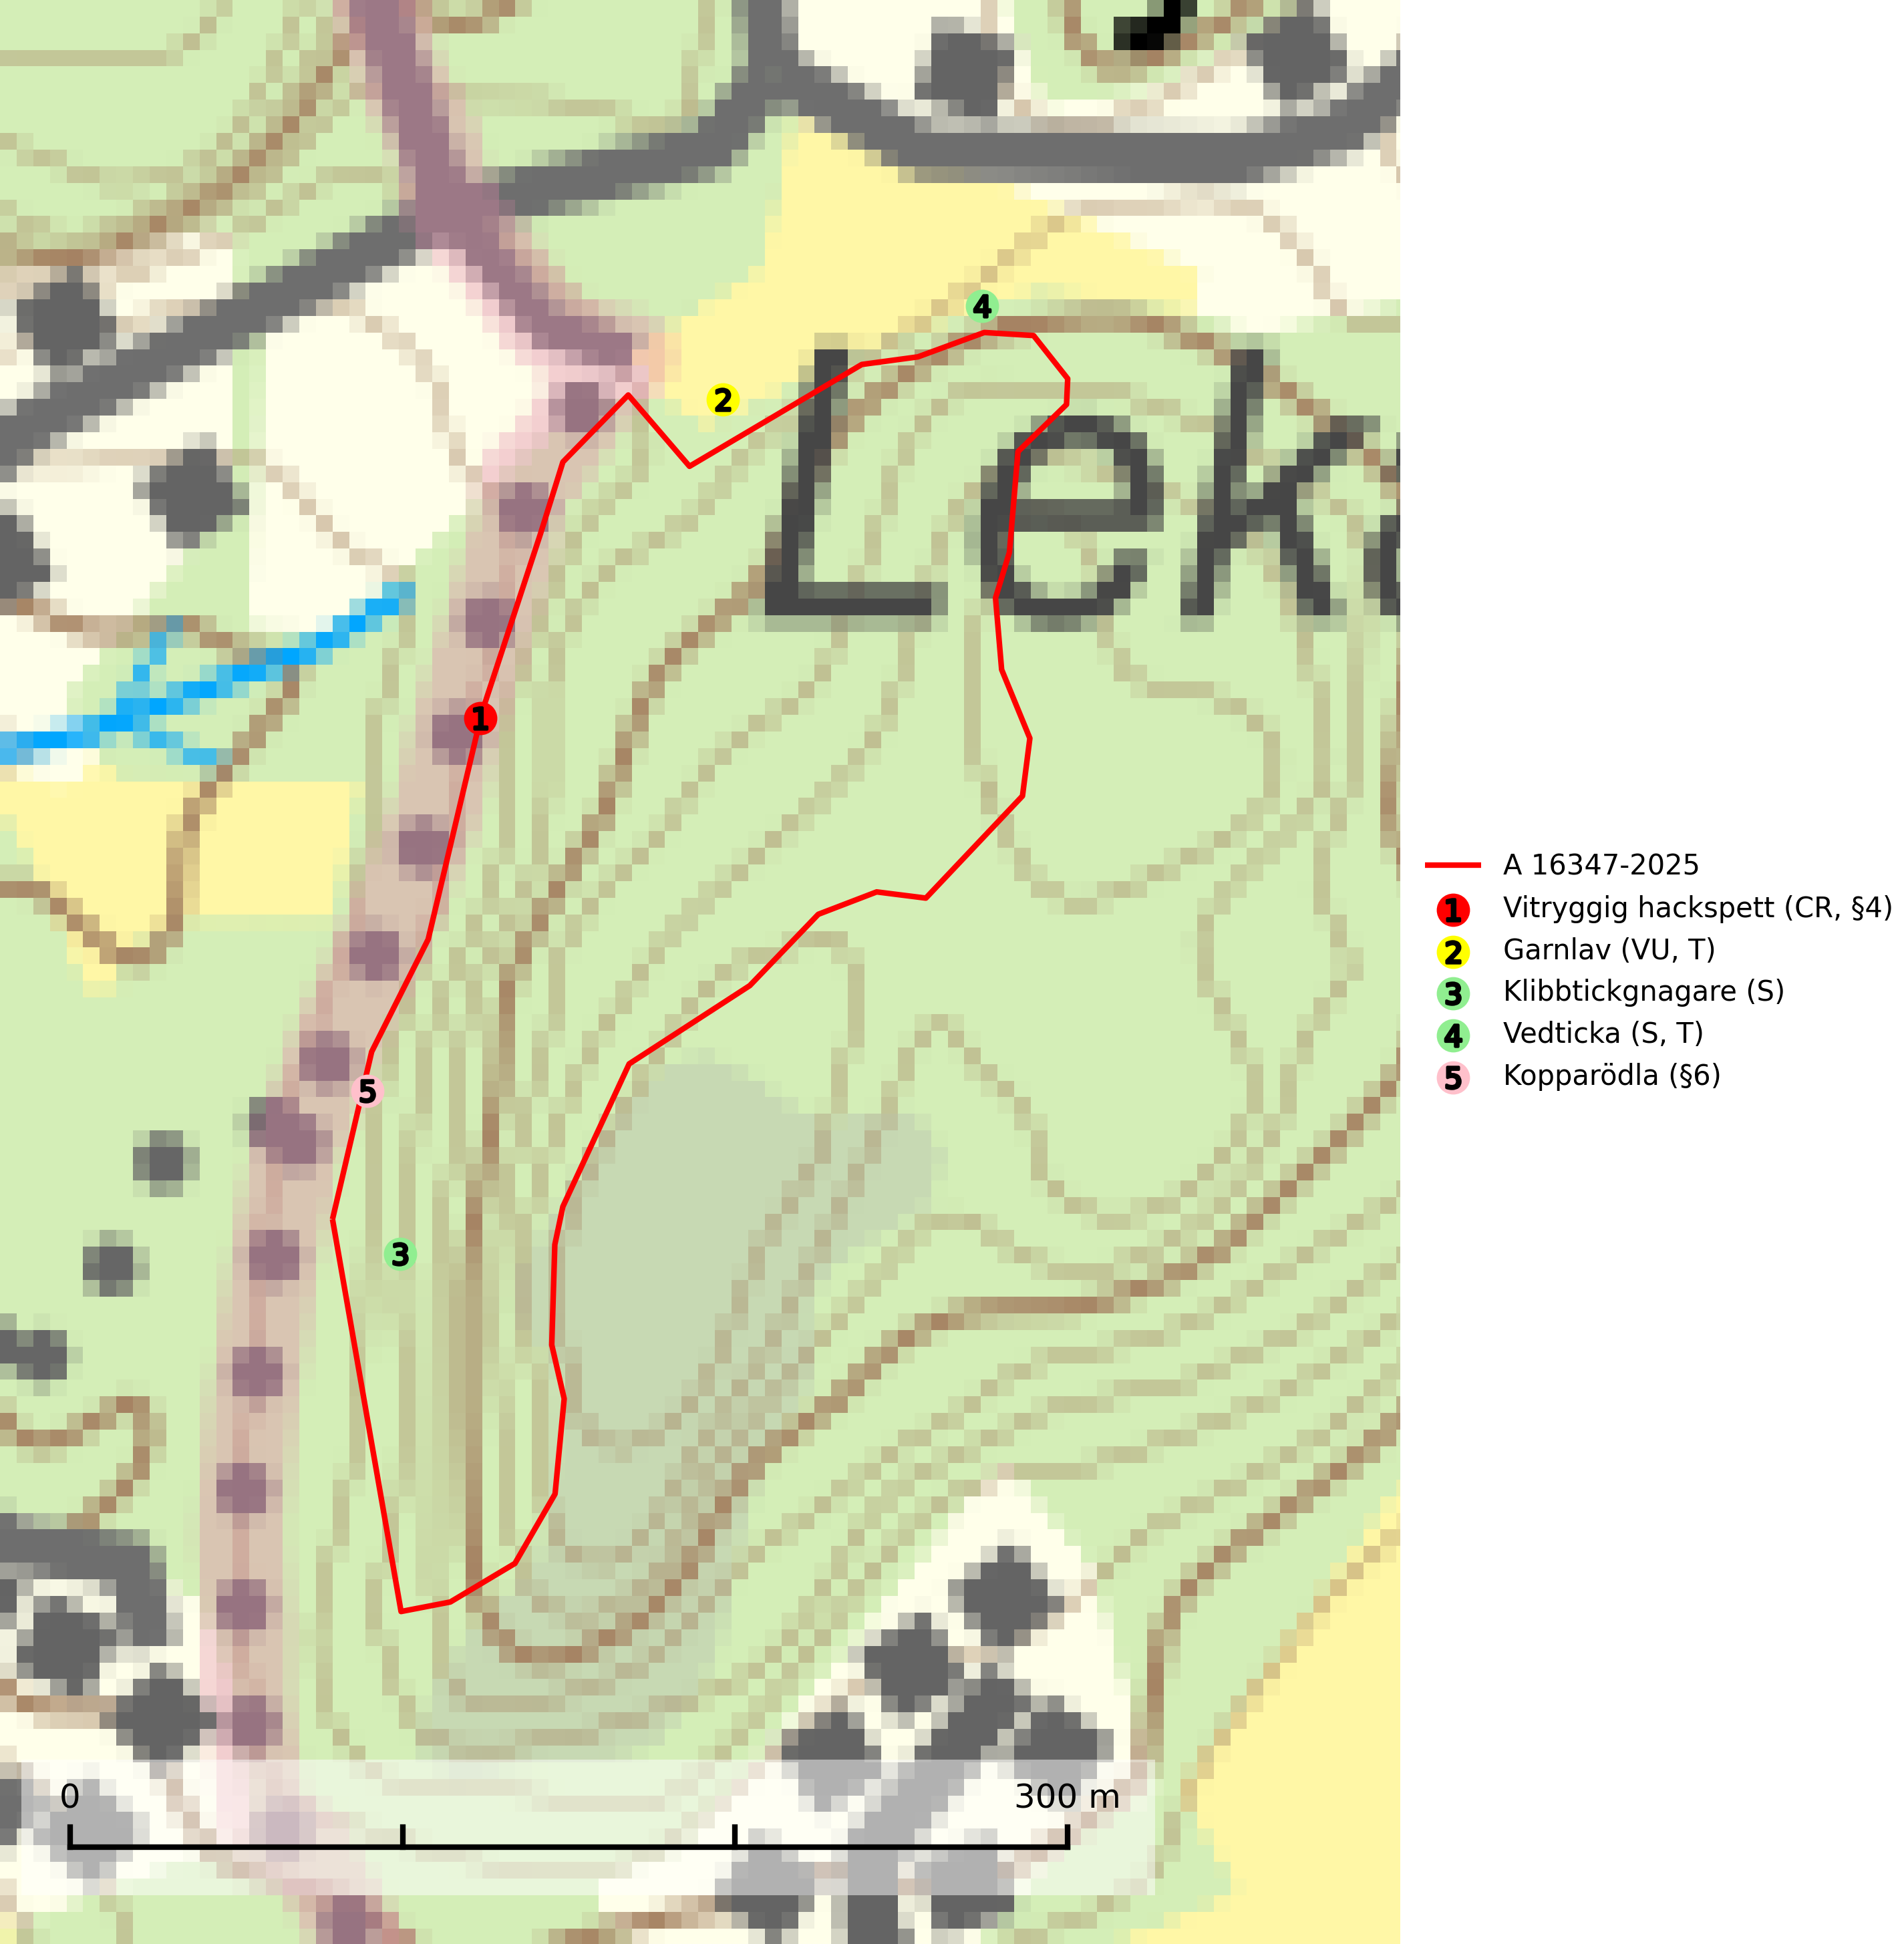 4
2
Lek
1
5
3
A 16347-2025
1 Vitryggig hackspett (CR, §4)
2 Garnlav (VU, T)
3 Klibbtickgnagare (S)
4 Vedticka (S, T)
5 Kopparödla (§6)
0 300 m